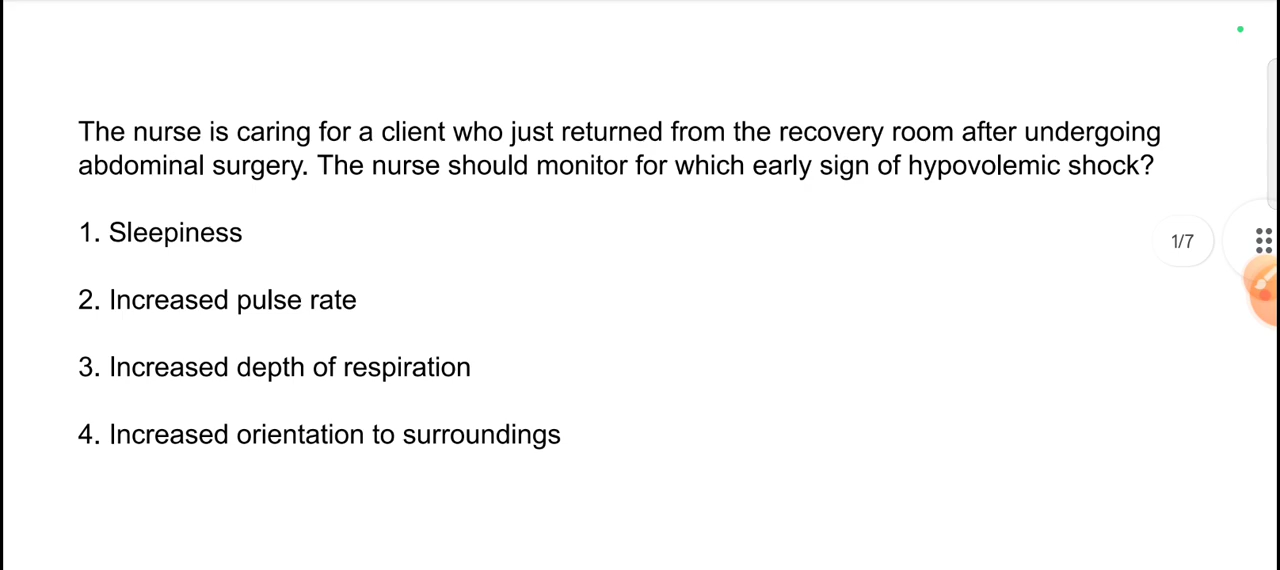 The nurse is caring for a client who just returned from the recovery room after undergoing
abdominal surgery. The nurse should monitor for which early sign of hypovolemic shock?
1. Sleepiness
1/7
2. Increased pulse rate
3. Increased depth of respiration
4. Increased orientation to surroundings